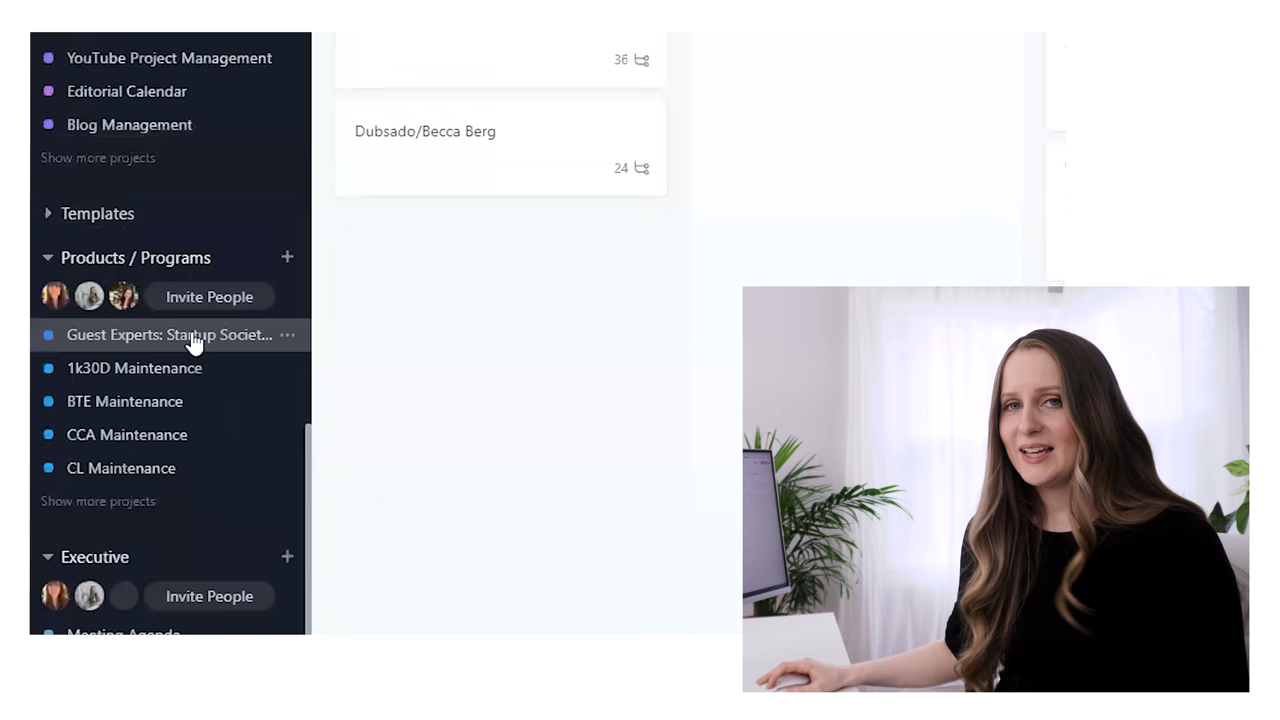 YouTube Project Management
Editorial Calendar
Blog Management
Show more projects
Templates
Products / Programs
Invite People
Guest Experts: Startup Societ...
1k30D Maintenance
BTE Maintenance
CCA Maintenance
CL Maintenance
Show more projects
Executive
Invite People
Meeting Agenda
36
Dubsado/Becca Berg
24